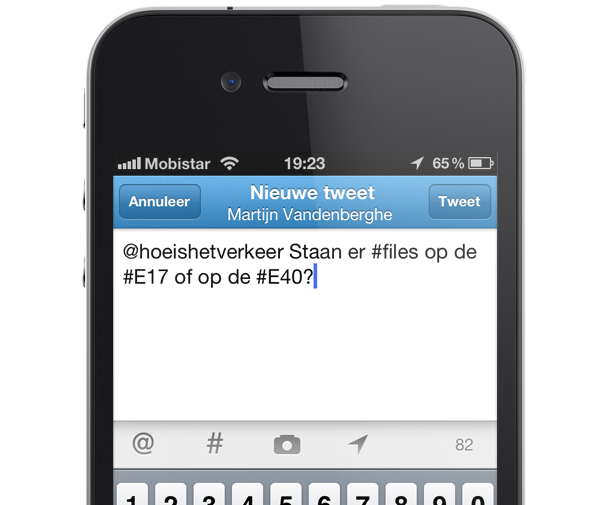 Mobistar 19:23 65%
Annuleer Nieuwe tweet Tweet
Martijn Vandenberghe
@hoeishetverkeer Staan er #files op de
#E17 of op de #E40?
@ # 82
1 2 3 4 5 6 7 8 9 0